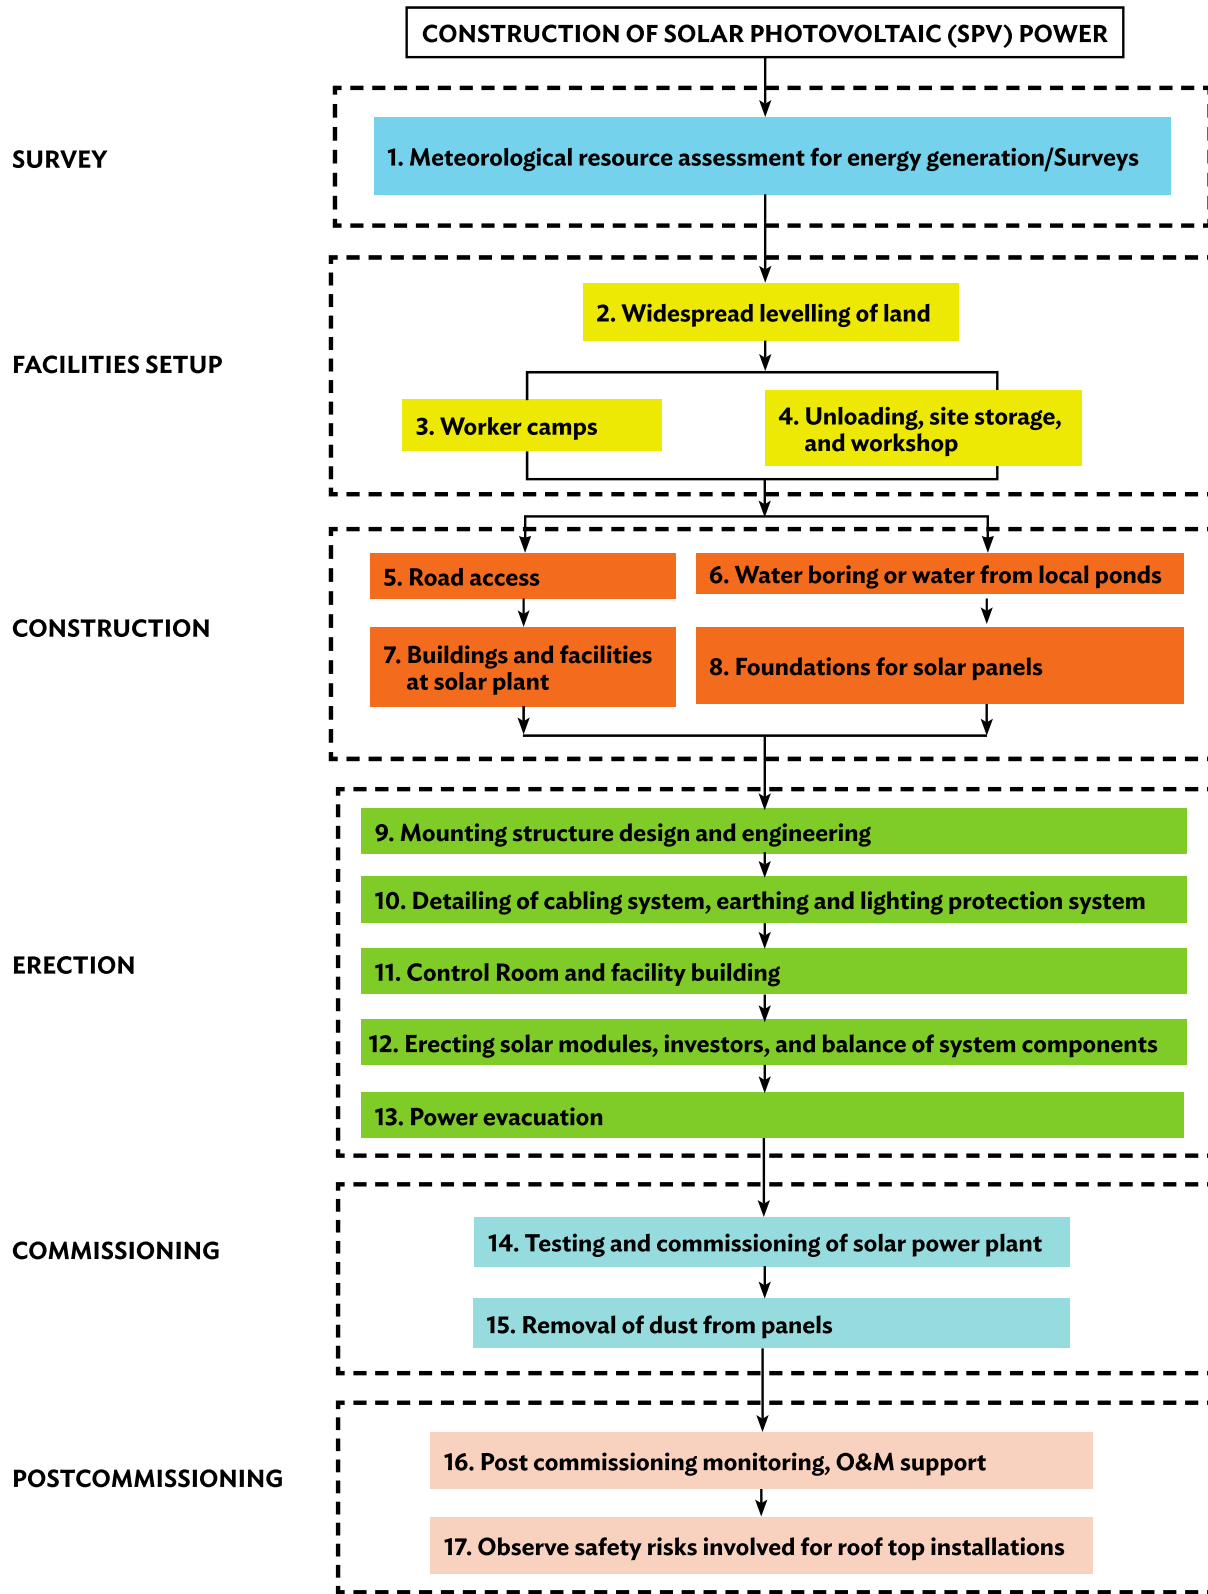 CONSTRUCTION OF SOLAR PHOTOVOLTAIC (SPV) POWER
SURVEY
1. Meteorological resource assessment for energy generation/Surveys
FACILITIES SETUP
2. Widespread levelling of land
3. Worker camps
4. Unloading, site storage,
and workshop
CONSTRUCTION
5. Road access
6. Water boring or water from local ponds
7. Buildings and facilities
at solar plant
8. Foundations for solar panels
ERECTION
9. Mounting structure design and engineering
10. Detailing of cabling system, earthing and lighting protection system
11. Control Room and facility building
12. Erecting solar modules, investors, and balance of system components
13. Power evacuation
COMMISSIONING
14. Testing and commissioning of solar power plant
15. Removal of dust from panels
POSTCOMMISSIONING
16. Post commissioning monitoring, O&M support
17. Observe safety risks involved for roof top installations